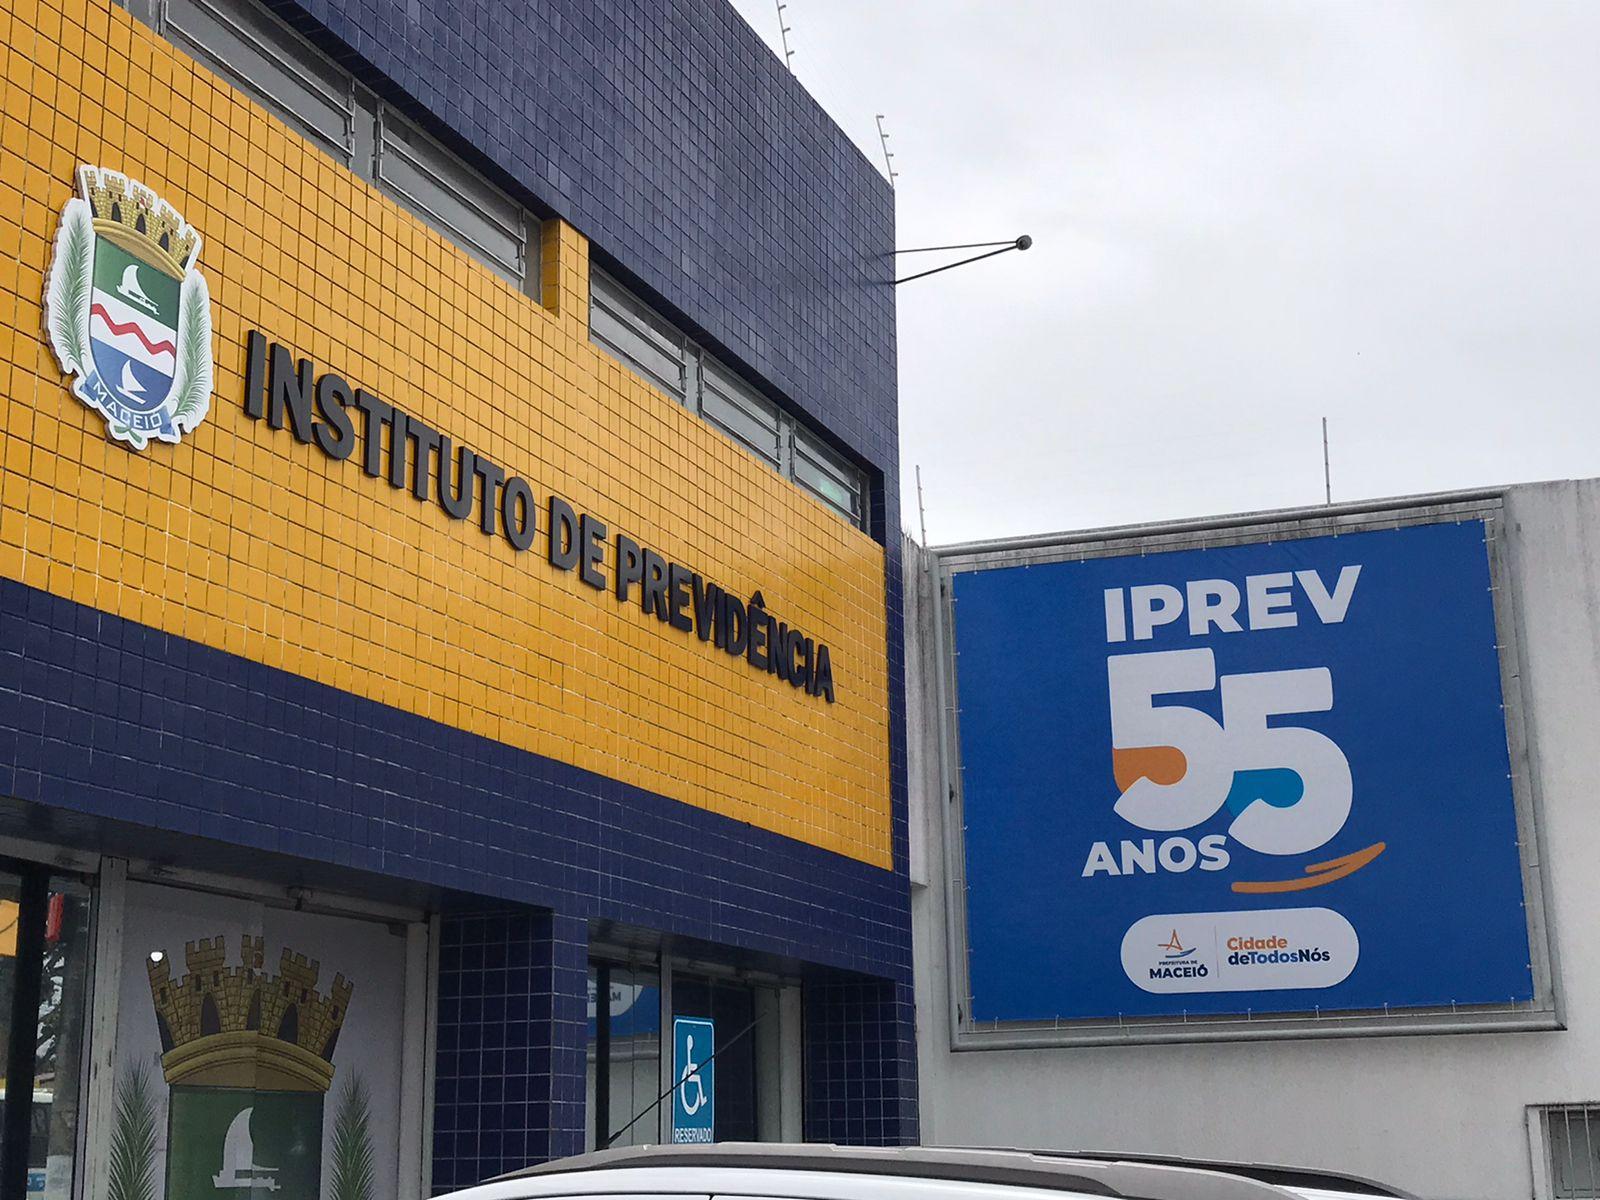 MACEIÓ
INSTITUTO DE PREVIDÊNCIA
IPREV
55
ANOS
PREFEITURA DE
MACEIÓ
Cidade
deTodosNós
RESERVADO